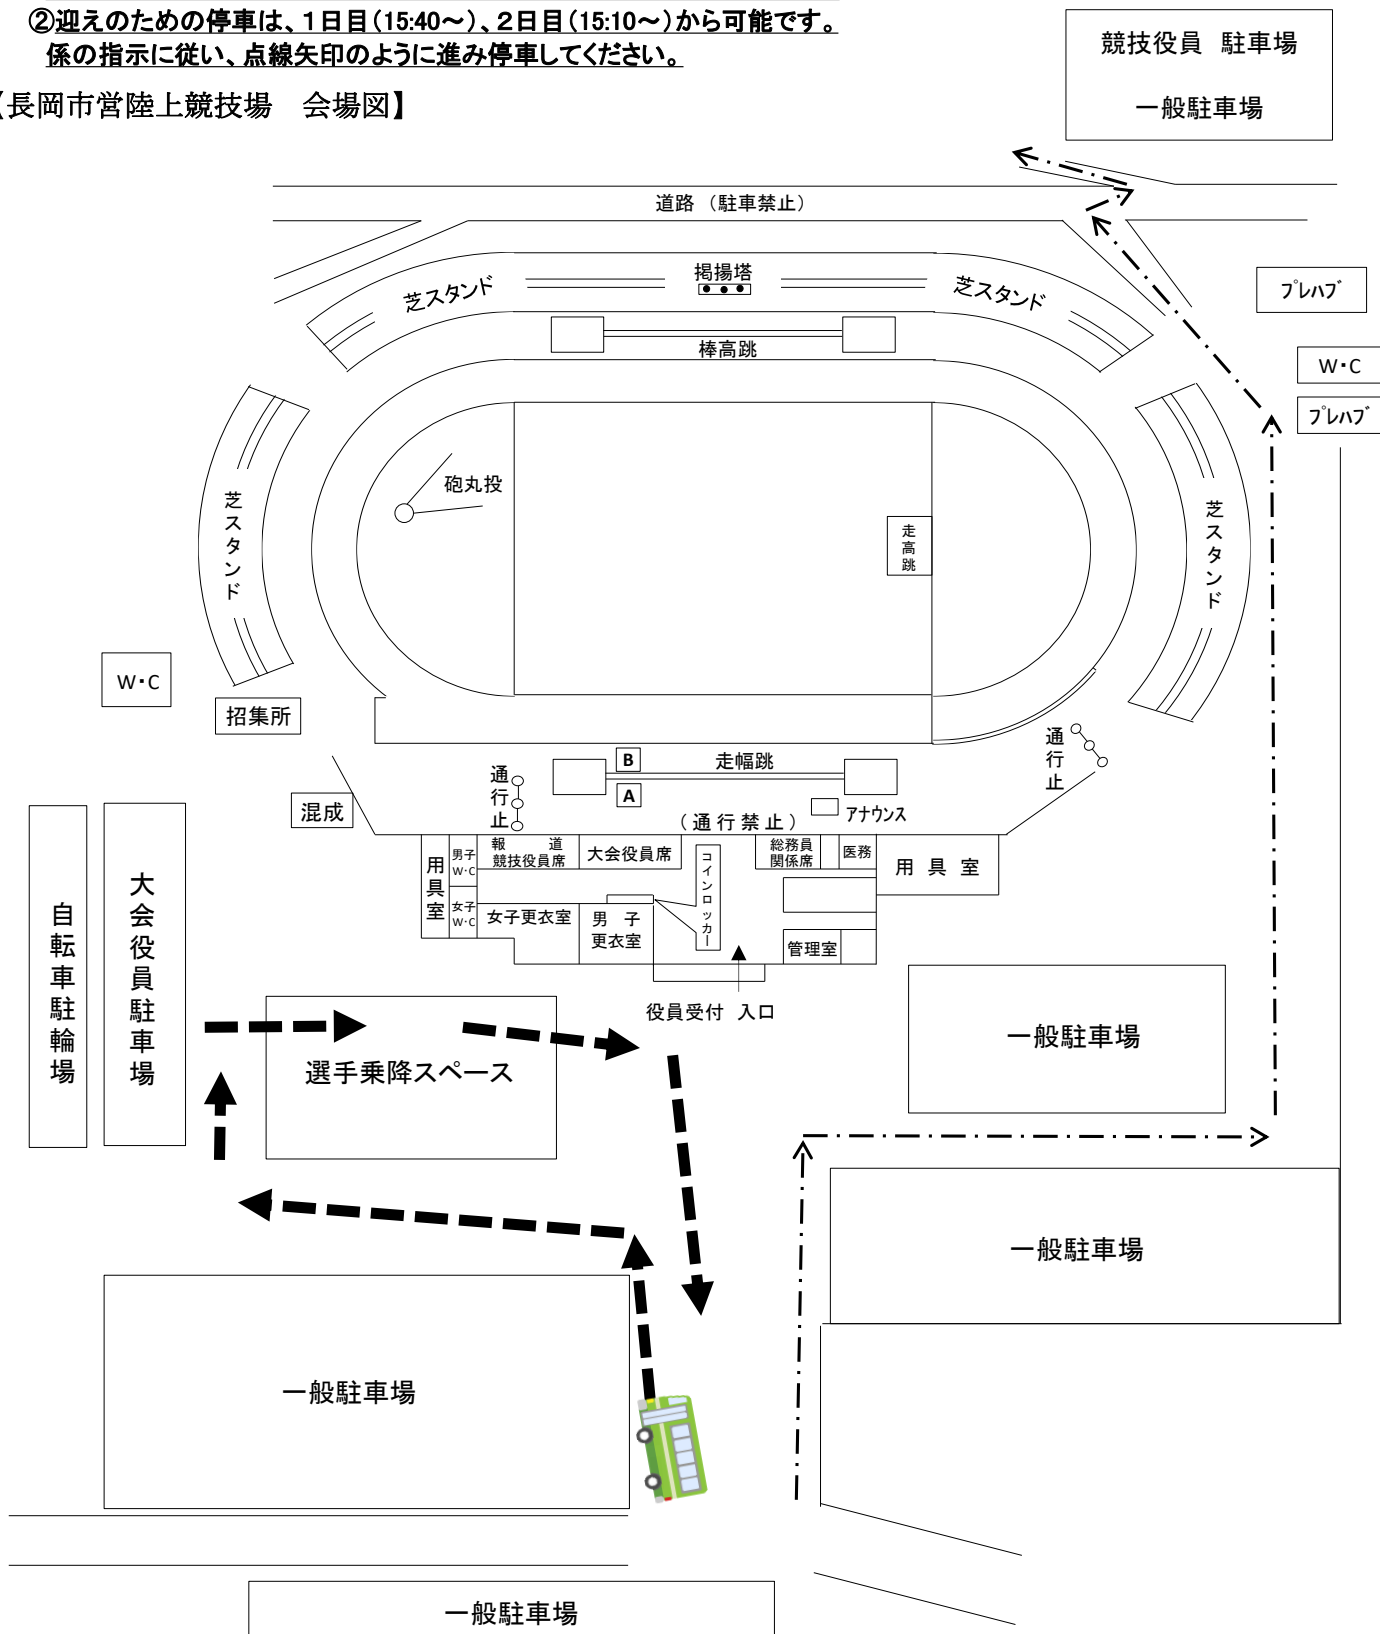 ②迎えのための停車は、1日目(15:40~)、2日目(15:10~)から可能です。
係の指示に従い、点線矢印のように進み停車してください。
【長岡市営陸上競技場　会場図】
競技役員　駐車場
一般駐車場
道路　（駐車禁止）
掲揚塔
芝スタンド
芝スタンド
プレハブ
棒高跳
W・C
プレハブ
砲丸投
芝スタンド
走高跳
芝スタンド
W・C
招集所
通行止
B
走幅跳
通行止
A
混成
アナウンス
（通行禁止）
用具室
男子
W・C
報　道
競技役員席
大会役員席
コインロッカー
総務員
関係席
医務
用具室
女子
W・C
女子更衣室
男子
更衣室
管理室
自転車駐輪場
大会役員駐車場
役員受付　入口
一般駐車場
選手乗降スペース
一般駐車場
一般駐車場
一般駐車場